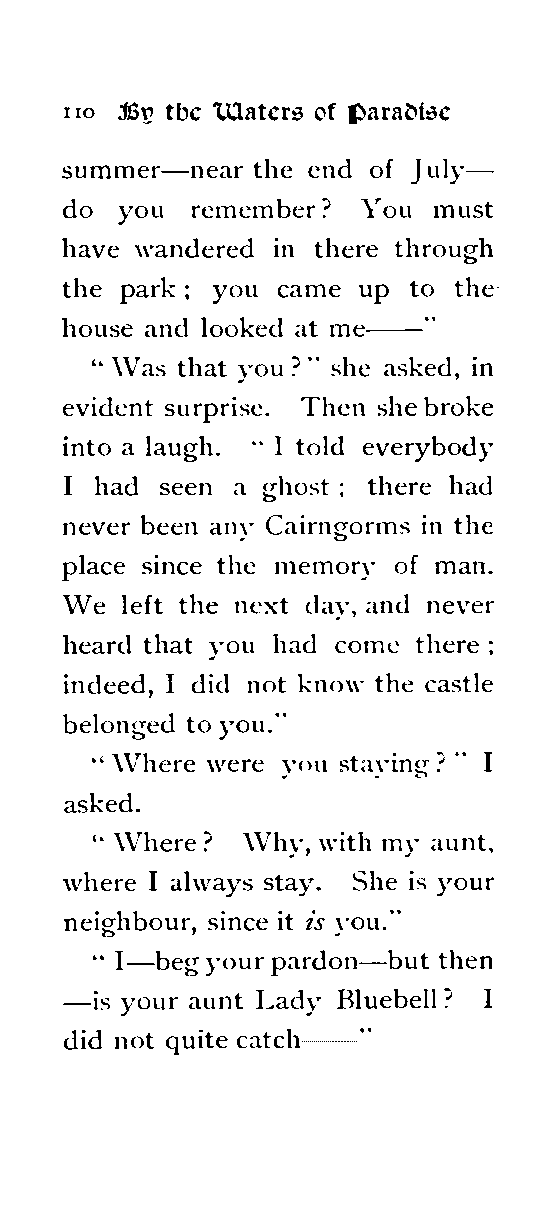 110 By the Waters of Paradise
summer—near the end of July—
do you remember? You must
have wandered in there through
the park; you came up to the
house and looked at me——"
"Was that you?" she asked, in
evident surprise. Then she broke
into a laugh. "I told everybody
I had seen a ghost; there had
never been any Cairngorms in the
place since the memory of man.
We left the next day, and never
heard that you had come there;
indeed, I did not know the castle
belonged to you."
"Where were you staying?" I
asked.
"Where? Why, with my aunt,
where I always stay. She is your
neighbour, since it is you."
"I—beg your pardon—but then
—is your aunt Lady Bluebell? I
did not quite catch——"